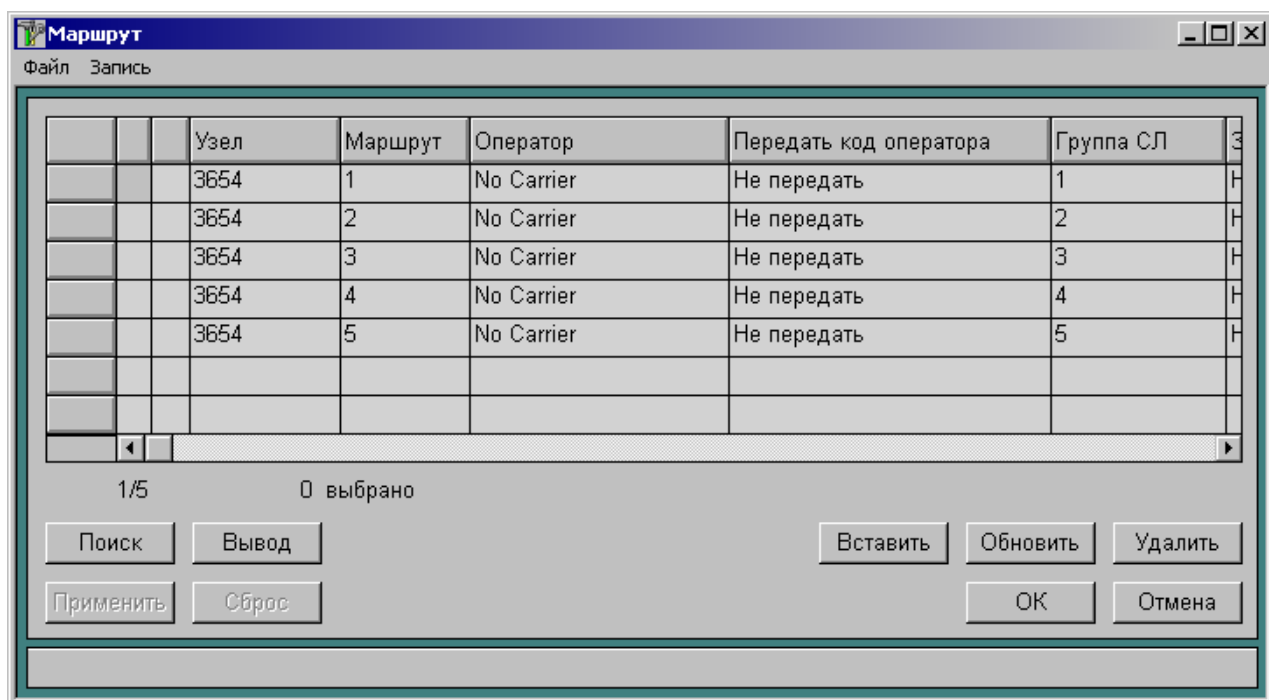 Маршрут
Файл Запись
Узел Маршрут Оператор Передать код оператора Группа СЛ
3654 1 No Carrier Не передать 1
3654 2 No Carrier Не передать 2
3654 3 No Carrier Не передать 3
3654 4 No Carrier Не передать 4
3654 5 No Carrier Не передать 5
1/5 0 выбрано
Поиск Вывод Вставить Обновить Удалить
Применить Сброс OK Отмена